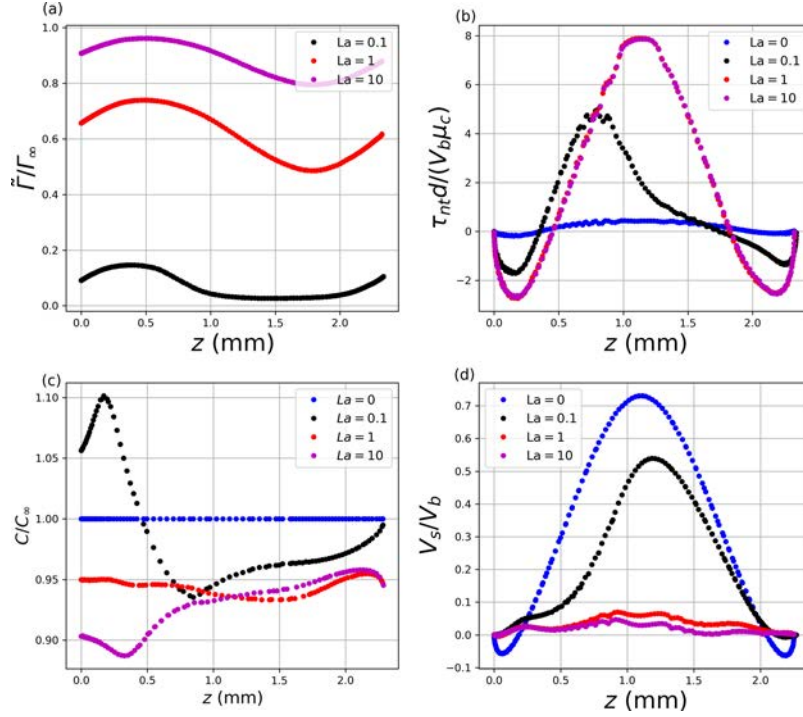 (a)
1.0
0.8
0.6
0.4
0.2
0.0
Γ̃/Γ∞
La = 0.1
La = 1
La = 10
0.0 0.5 1.0 1.5 2.0
z (mm)
(b)
8
6
4
2
0
−2
τntd/(Vbμc)
La = 0
La = 0.1
La = 1
La = 10
0.0 0.5 1.0 1.5 2.0
z (mm)
(c)
1.10
1.05
1.00
0.95
0.90
C/C∞
La = 0
La = 0.1
La = 1
La = 10
0.0 0.5 1.0 1.5 2.0
z (mm)
(d)
0.7
0.6
0.5
0.4
0.3
0.2
0.1
0.0
−0.1
Vs/Vb
La = 0
La = 0.1
La = 1
La = 10
0.0 0.5 1.0 1.5 2.0
z (mm)